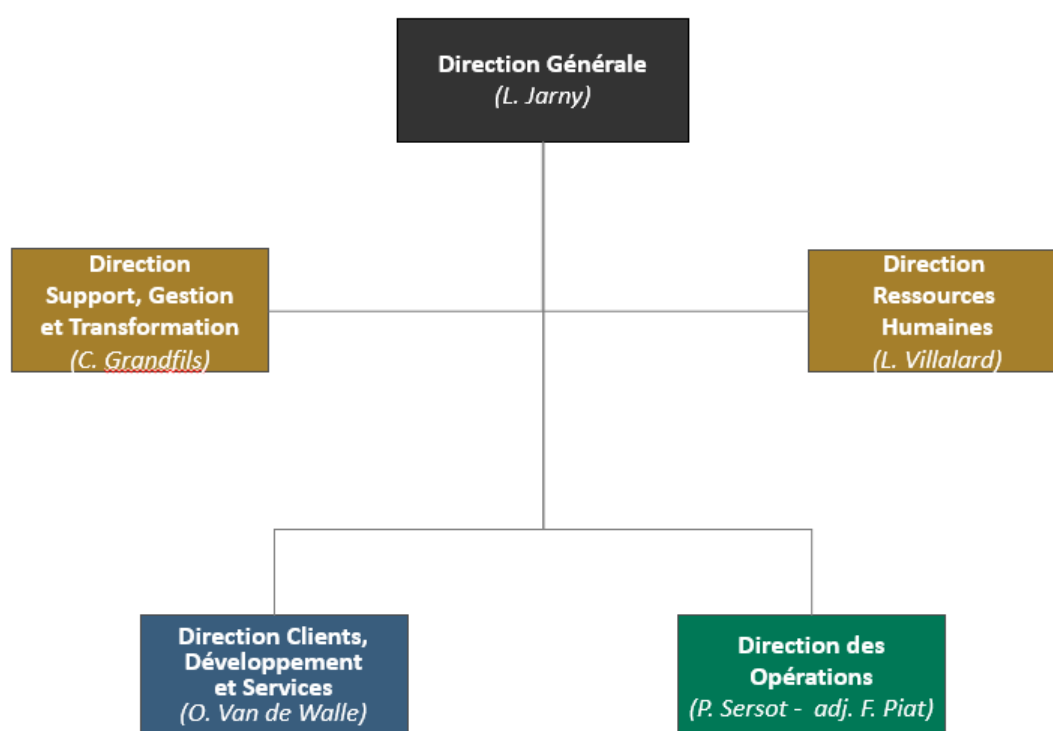 Direction Générale
(L. Jarny)
Direction
Support, Gestion
et Transformation
(C. Grandfils)
Direction
Ressources
Humaines
(L. Villalard)
Direction Clients,
Développement
et Services
(O. Van de Walle)
Direction des
Opérations
(P. Sersot - adj. F. Piat)